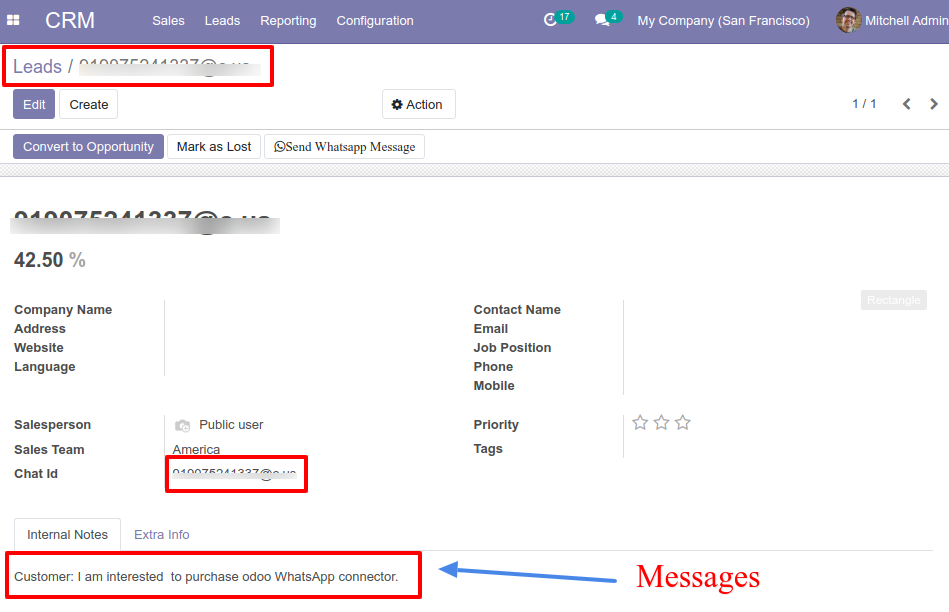 CRM Sales Leads Reporting Configuration 17 4 My Company (San Francisco) Mitchell Admin
Leads /
Edit Create Action 1 / 1
Convert to Opportunity Mark as Lost Send Whatsapp Message
42.50 %
Rectangle
Company Name Contact Name
Address Email
Website Job Position
Language Phone
Mobile
Salesperson Public user Priority
Sales Team America Tags
Chat Id
Internal Notes Extra Info
Customer: I am interested to purchase odoo WhatsApp connector.
Messages